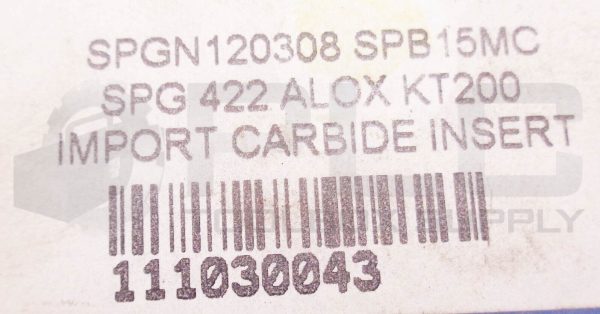 SPGN120308 SPB15MC
SPG 422 ALOX KT200
IMPORT CARBIDE INSERT
111030043